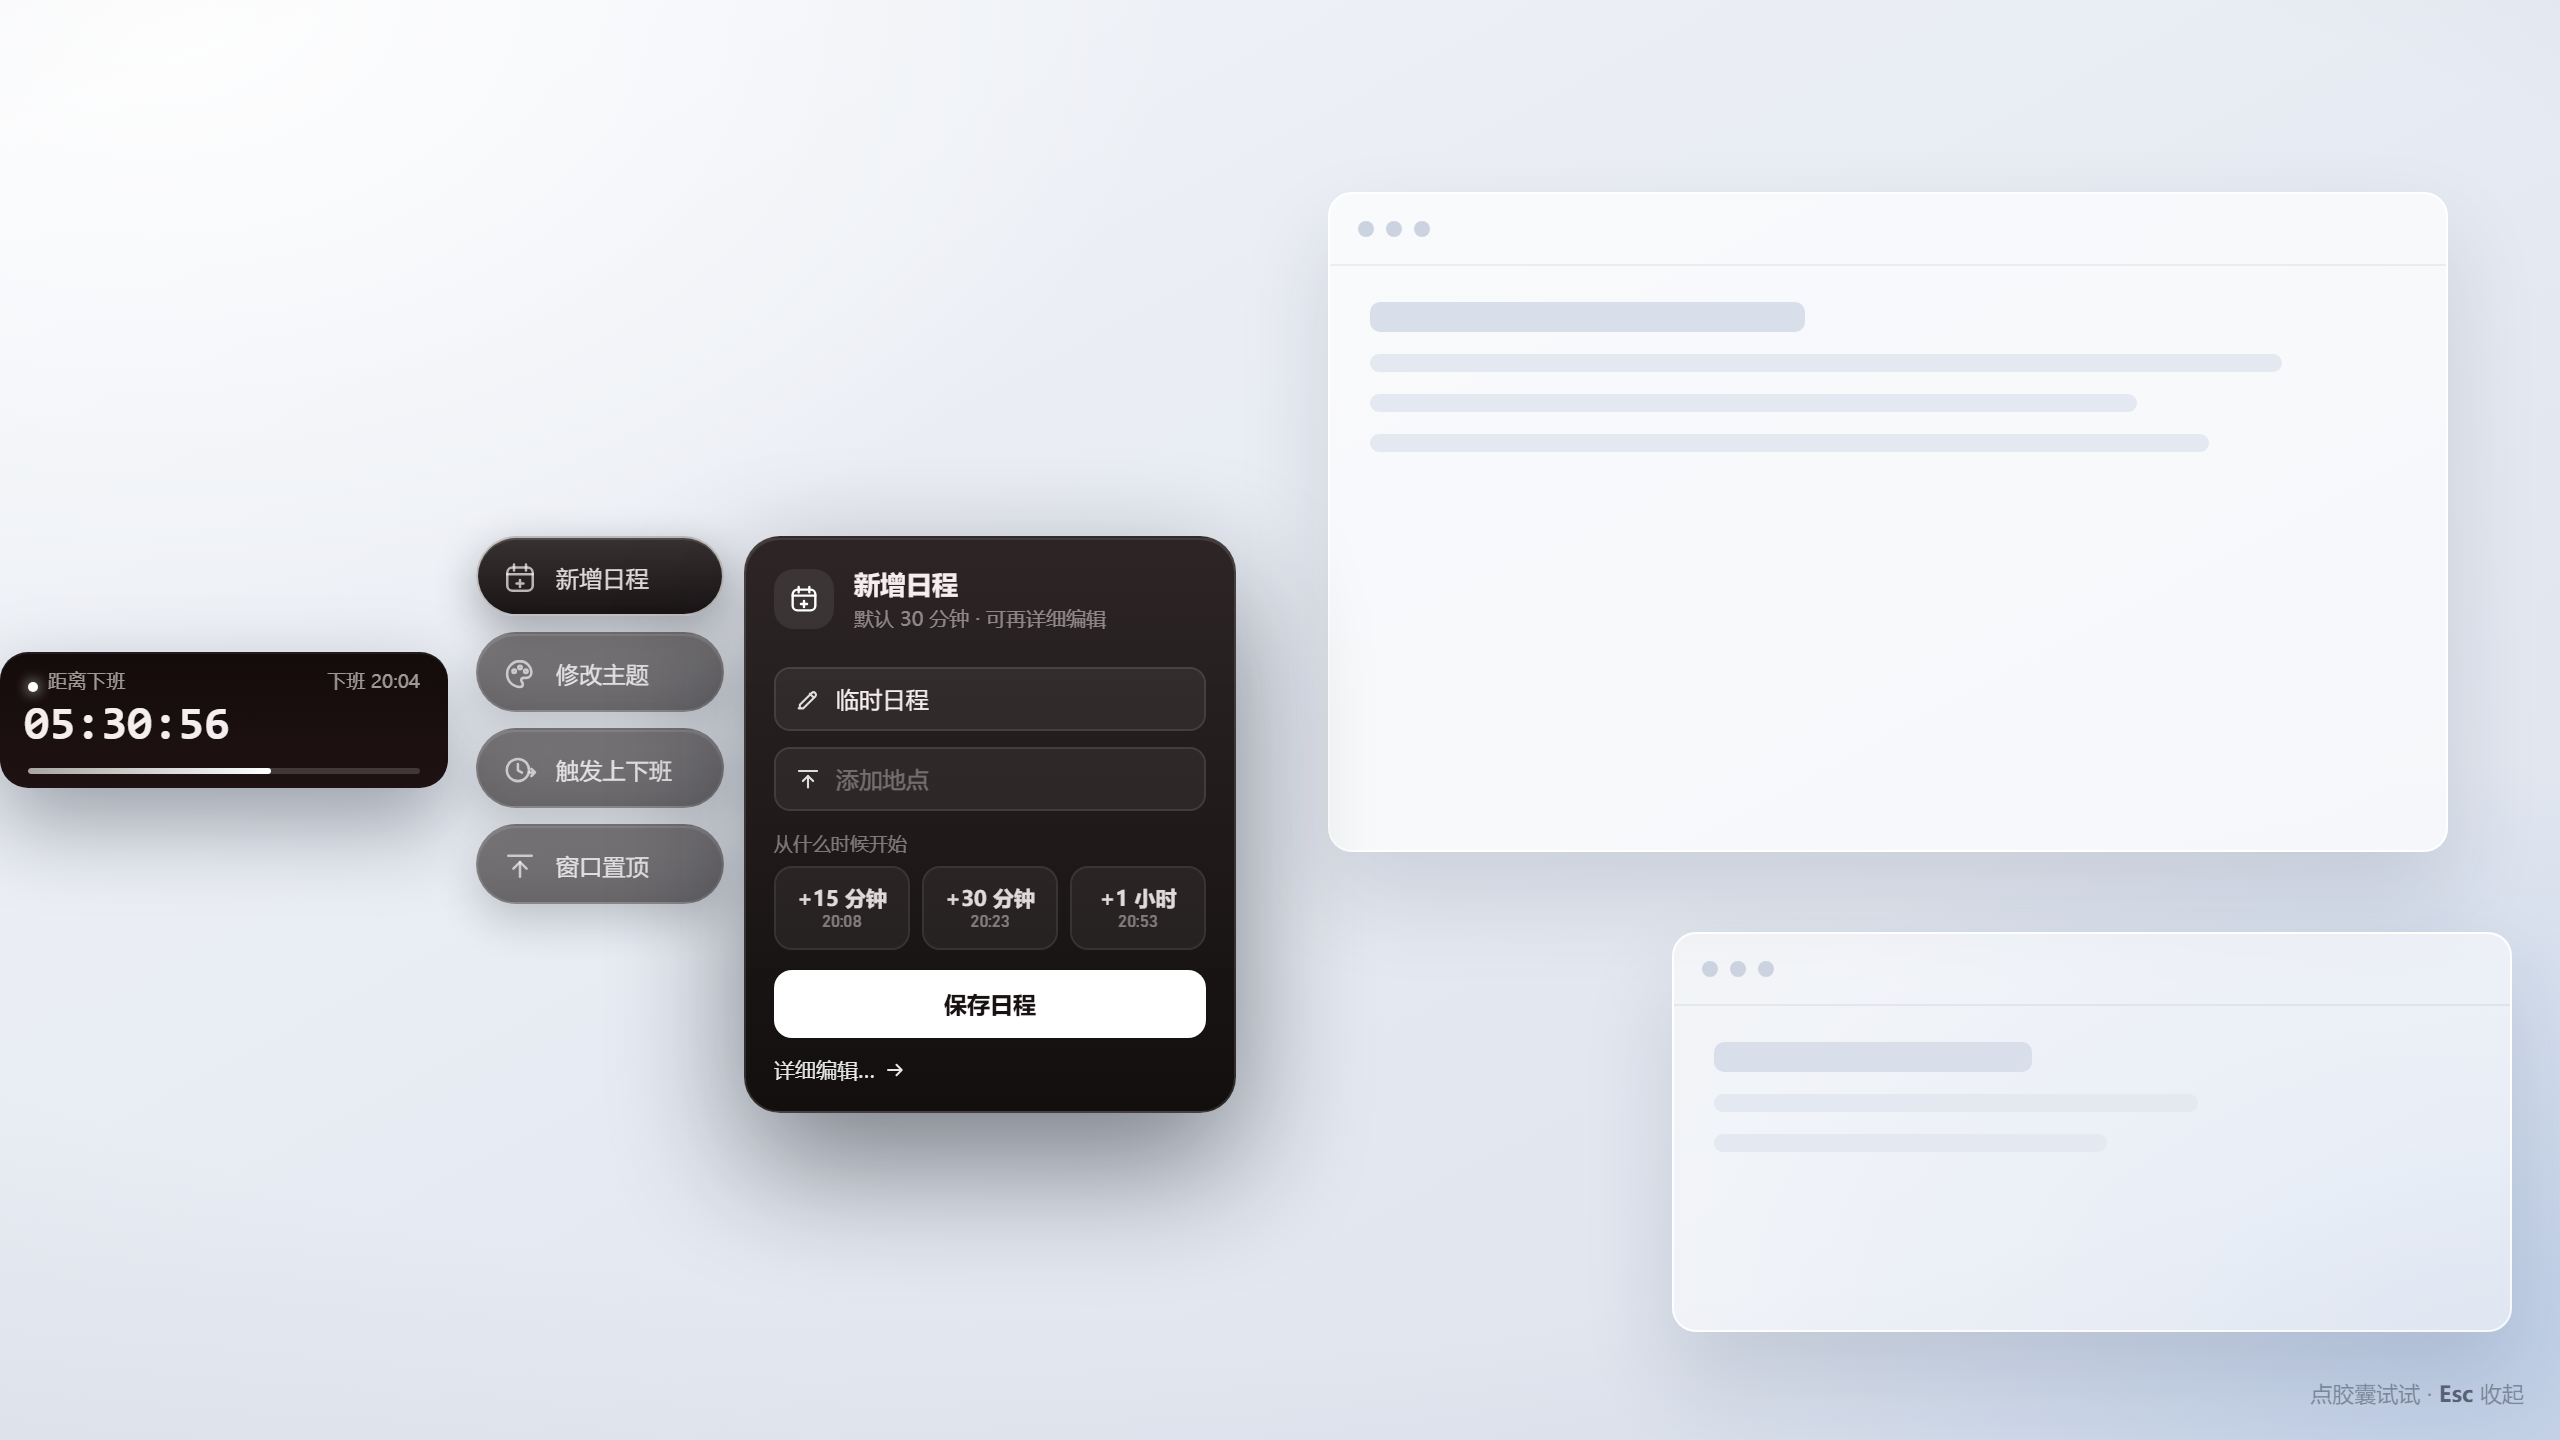 距离下班
下班 20:04
05:30:56
新增日程
修改主题
触发上下班
窗口置顶
新增日程
默认 30 分钟 · 可再详细编辑
临时日程
添加地点
从什么时候开始
+15 分钟
20:08
+30 分钟
20:23
+1 小时
20:53
保存日程
详细编辑...
点胶囊试试 · Esc 收起